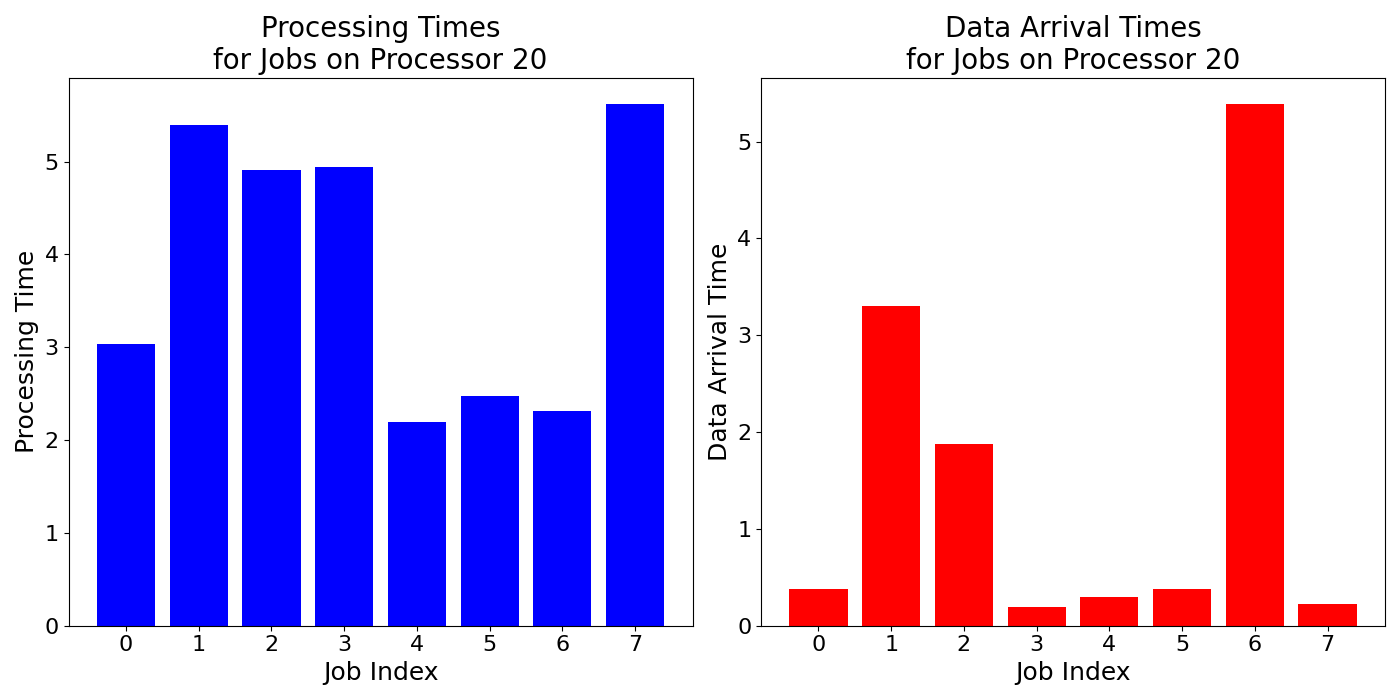 Processing Times
for Jobs on Processor 20
Processing Time
5
4
3
2
1
0
0 1 2 3 4 5 6 7
Job Index
Data Arrival Times
for Jobs on Processor 20
Data Arrival Time
5
4
3
2
1
0
0 1 2 3 4 5 6 7
Job Index